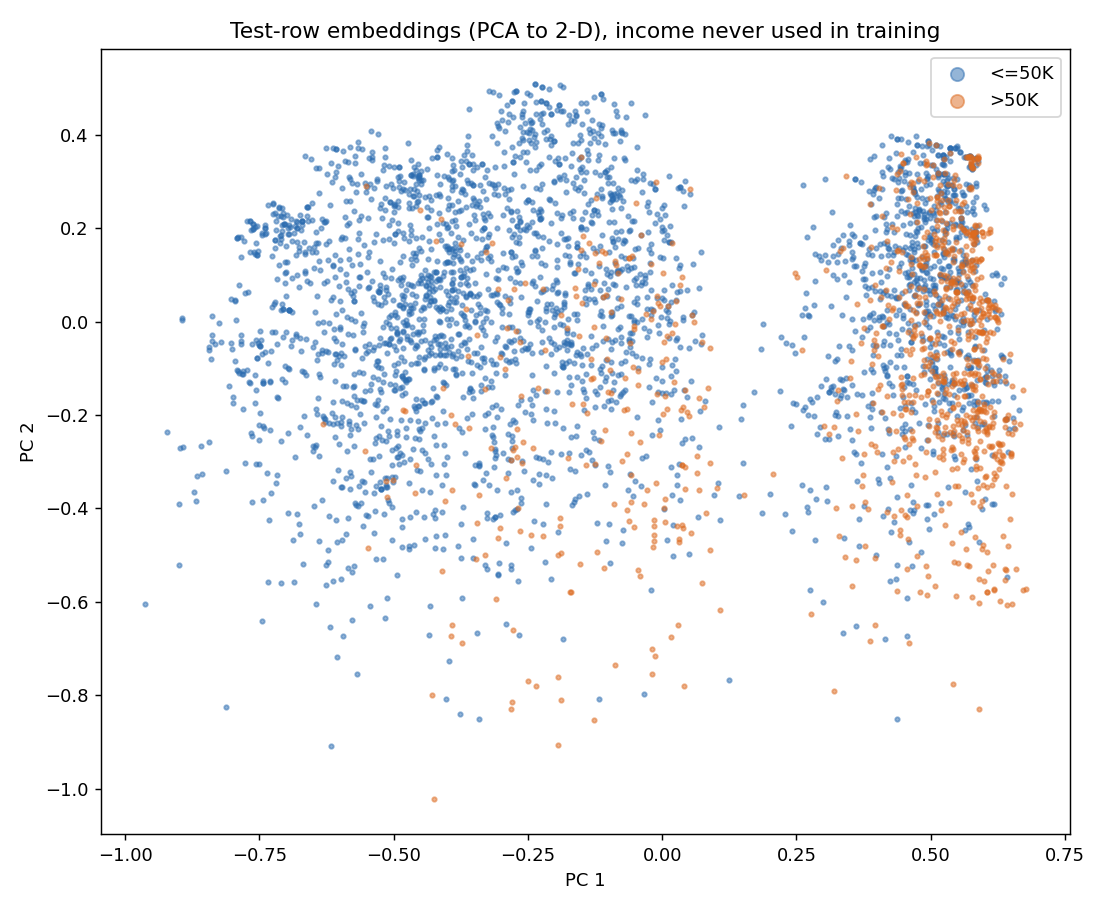 Test-row embeddings (PCA to 2-D), income never used in training
<=50K
>50K
0.4
0.2
0.0
−0.2
−0.4
−0.6
−0.8
−1.0
PC 2
−1.00 −0.75 −0.50 −0.25 0.00 0.25 0.50 0.75
PC 1